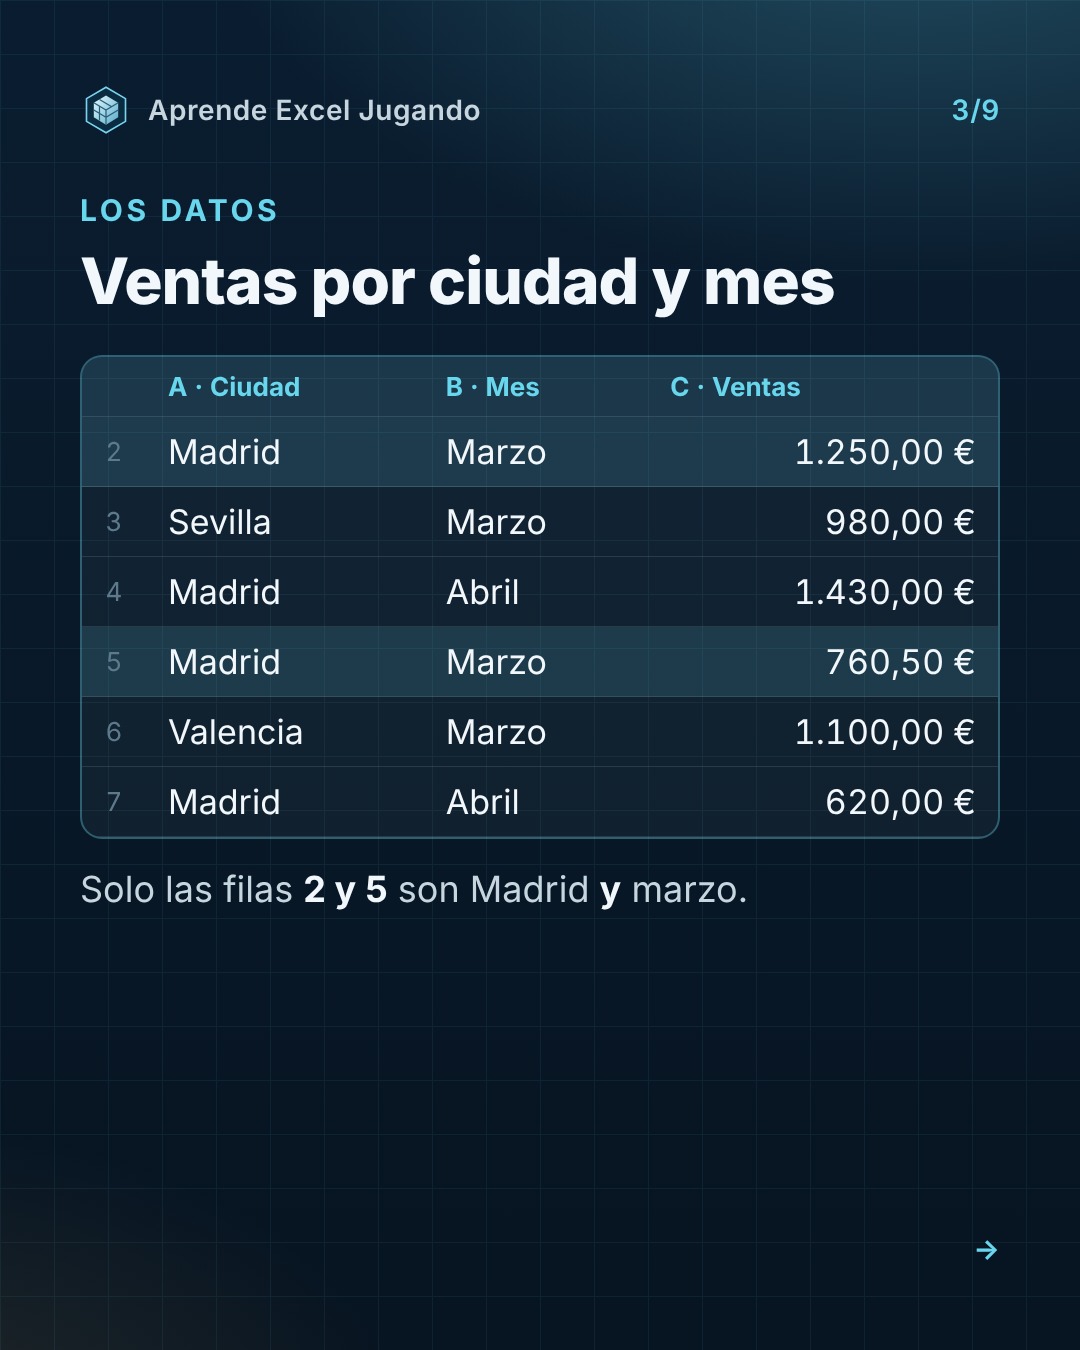 Aprende Excel Jugando 3/9
LOS DATOS
Ventas por ciudad y mes
A · Ciudad B · Mes C · Ventas
2 Madrid Marzo 1.250,00 €
3 Sevilla Marzo 980,00 €
4 Madrid Abril 1.430,00 €
5 Madrid Marzo 760,50 €
6 Valencia Marzo 1.100,00 €
7 Madrid Abril 620,00 €
Solo las filas 2 y 5 son Madrid y marzo.
→